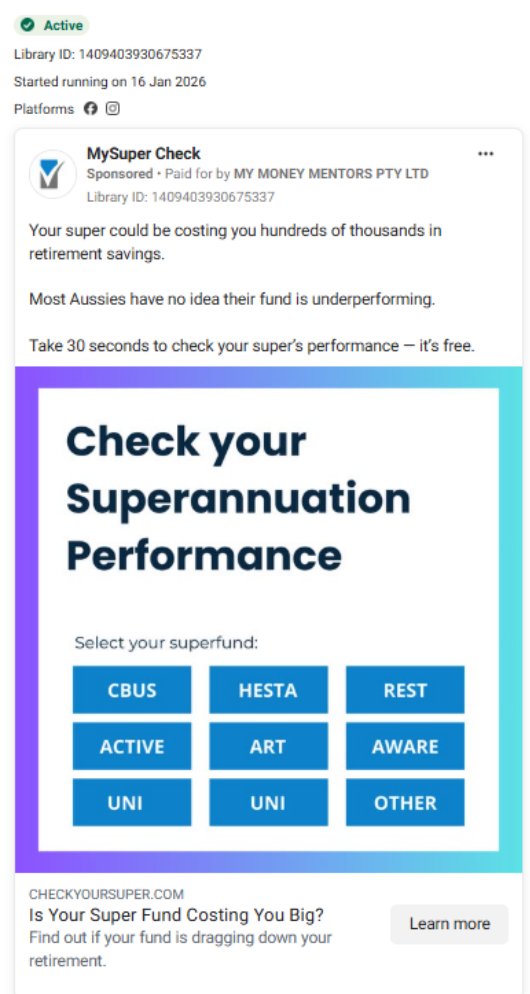 Active
Library ID: 1409403930675337
Started running on 16 Jan 2026
Platforms
MySuper Check
Sponsored • Paid for by MY MONEY MENTORS PTY LTD
Library ID: 1409403930675337
Your super could be costing you hundreds of thousands in
retirement savings.
Most Aussies have no idea their fund is underperforming.
Take 30 seconds to check your super's performance — it's free.
Check your
Superannuation
Performance
Select your superfund:
CBUS HESTA REST
ACTIVE ART AWARE
UNI UNI OTHER
CHECKYOURSUPER.COM
Is Your Super Fund Costing You Big?
Find out if your fund is dragging down your
retirement.
Learn more